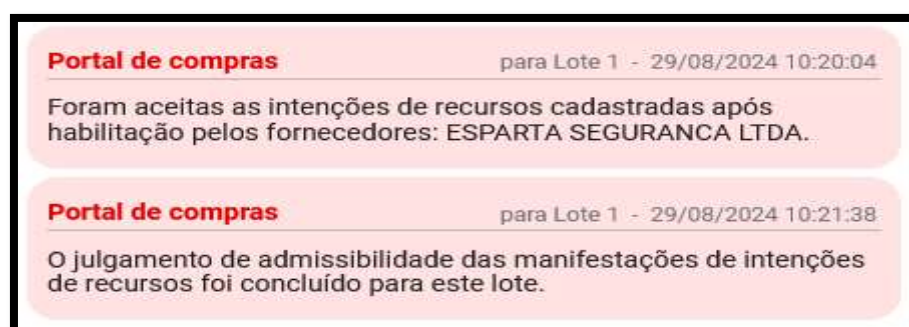 Portal de compras para Lote 1 - 29/08/2024 10:20:04
Foram aceitas as intenções de recursos cadastradas após
habilitação pelos fornecedores: ESPARTA SEGURANCA LTDA.
Portal de compras para Lote 1 - 29/08/2024 10:21:38
O julgamento de admissibilidade das manifestações de intenções
de recursos foi concluído para este lote.